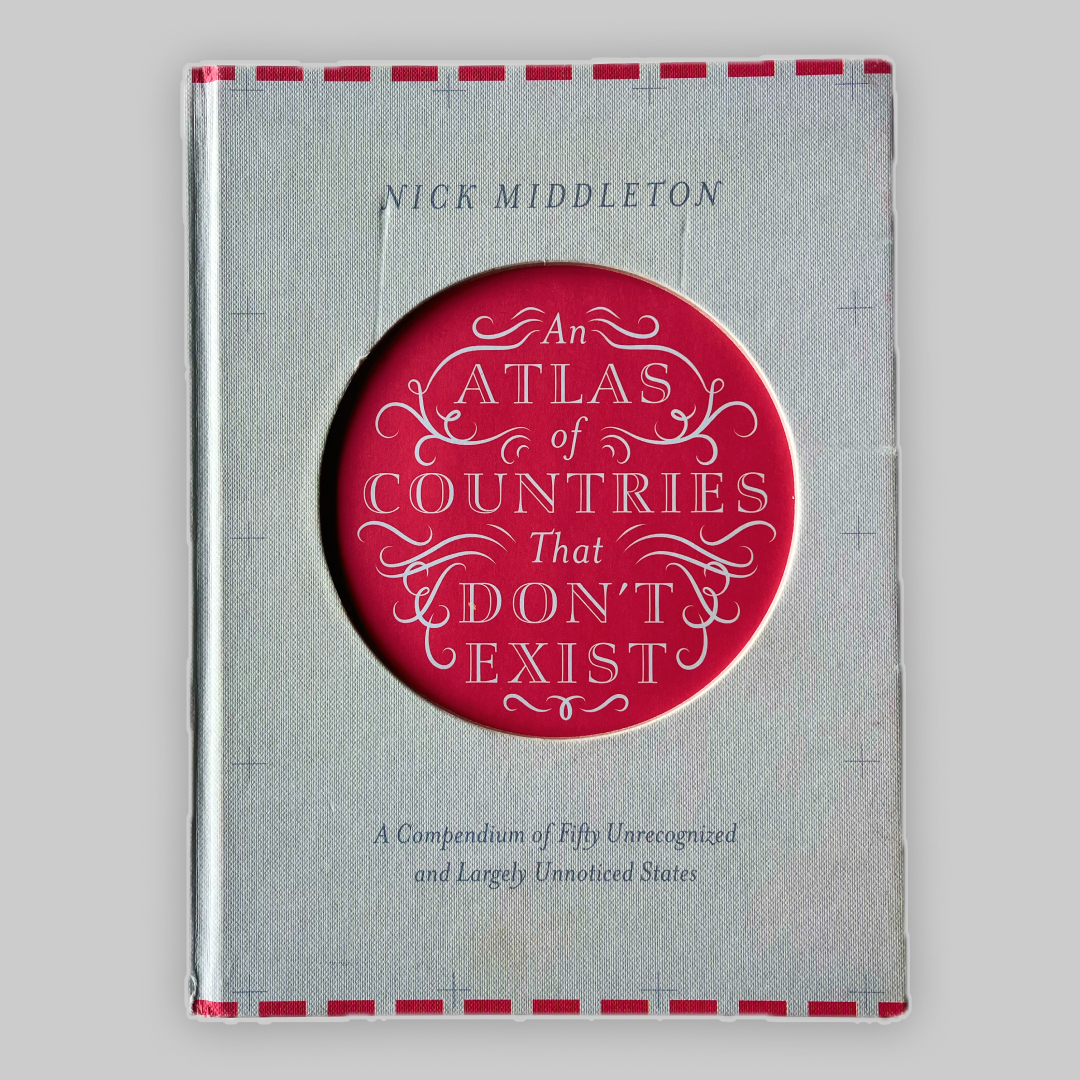 NICK MIDDLETON
An
ATLAS
of
COUNTRIES
That
DON'T
EXIST
A Compendium of Fifty Unrecognized
and Largely Unnoticed States